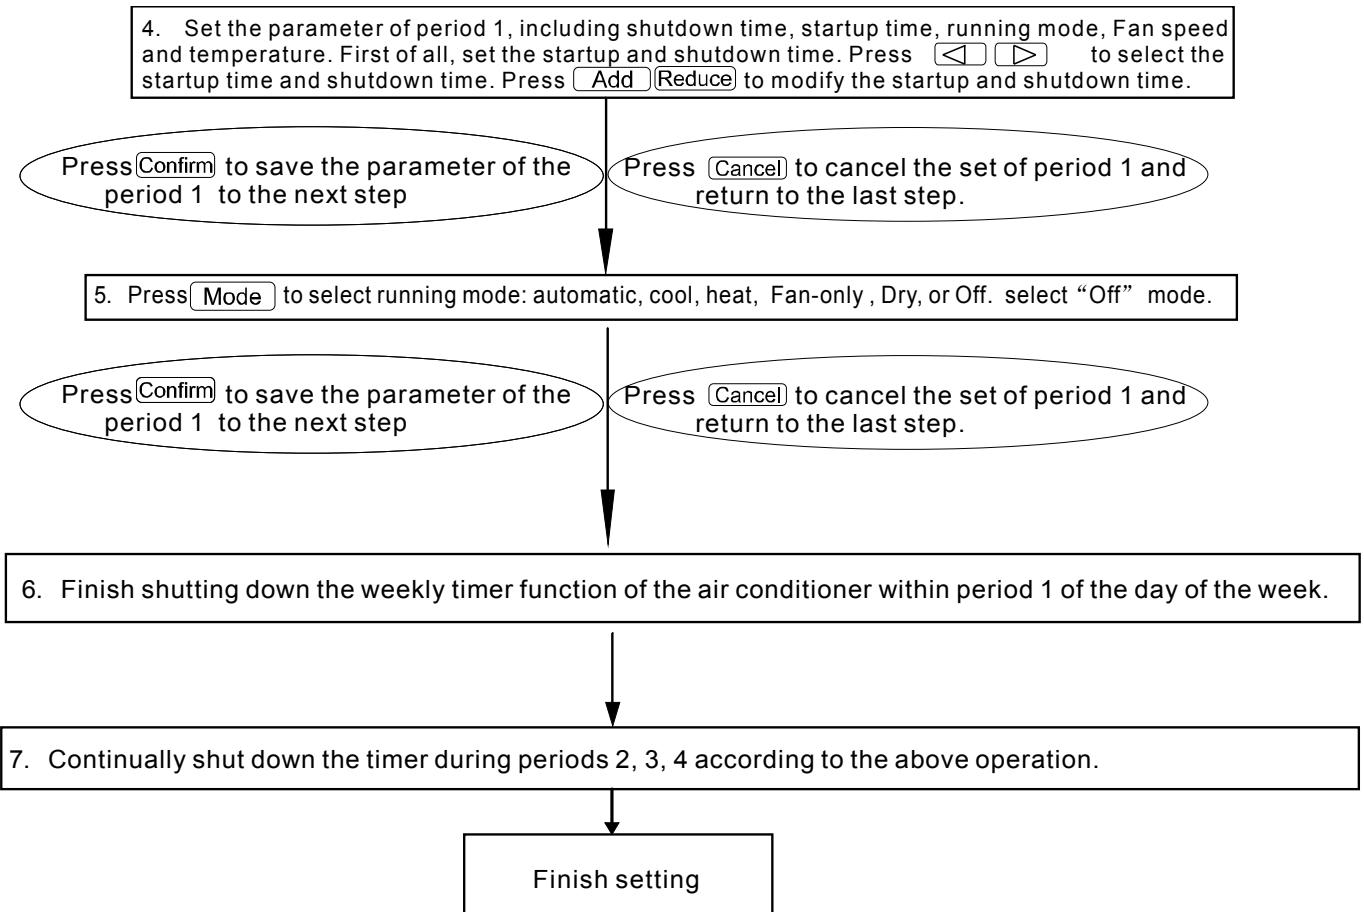 4. Set the parameter of period 1, including shutdown time, startup time, running mode, Fan speed
and temperature. First of all, set the startup and shutdown time. Press ◁ ▷ to select the
startup time and shutdown time. Press Add Reduce to modify the startup and shutdown time.
Press Confirm to save the parameter of the
period 1 to the next step
Press Cancel to cancel the set of period 1 and
return to the last step.
5. Press Mode to select running mode: automatic, cool, heat, Fan-only , Dry, or Off. select “Off” mode.
Press Confirm to save the parameter of the
period 1 to the next step
Press Cancel to cancel the set of period 1 and
return to the last step.
6. Finish shutting down the weekly timer function of the air conditioner within period 1 of the day of the week.
7. Continually shut down the timer during periods 2, 3, 4 according to the above operation.
Finish setting